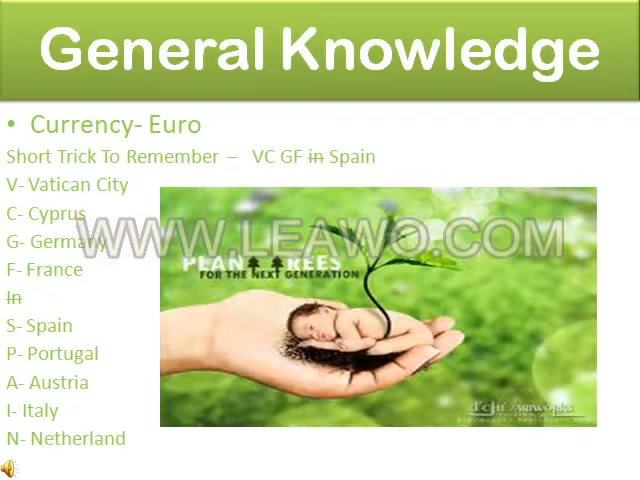 General Knowledge
• Currency- Euro
Short Trick To Remember – VC GF in Spain
V- Vatican City
C- Cyprus
G- Germany
F- France
In
S- Spain
P- Portugal
A- Austria
I- Italy
N- Netherland
WWW.LEAWO.COM
PLANT TREES
FOR THE NEXT GENERATION